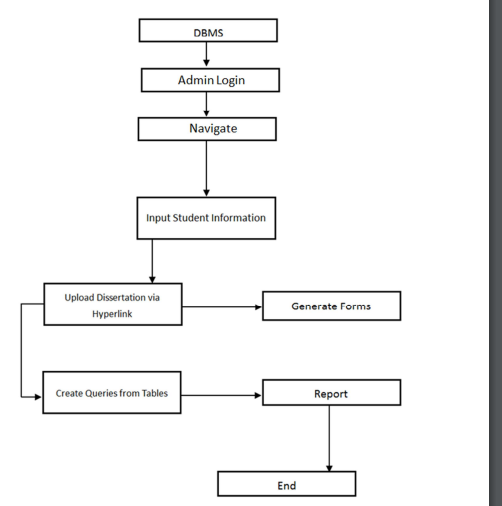 DBMS
Admin Login
Navigate
Input Student Information
Upload Dissertation via
Hyperlink
Generate Forms
Create Queries from Tables
Report
End